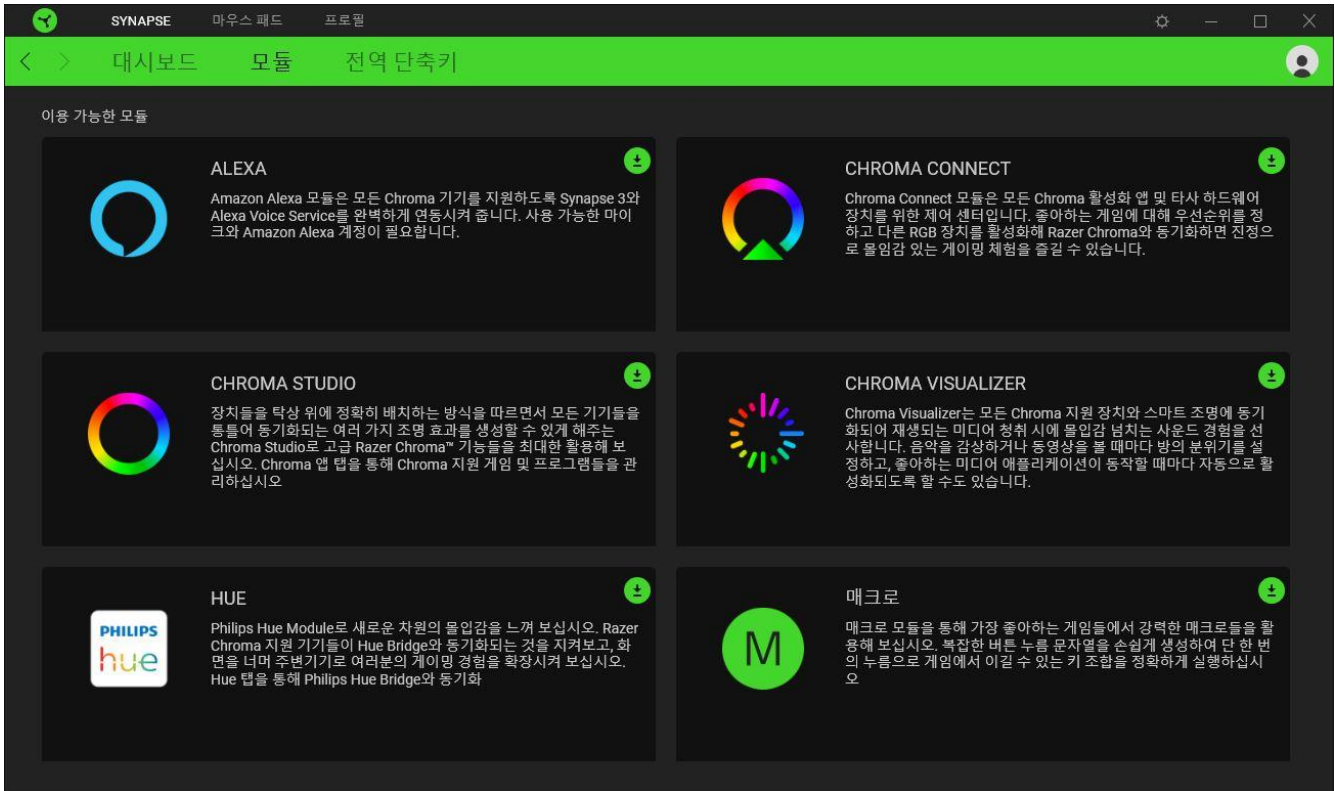 SYNAPSE 마우스 패드 프로필
대시보드 모듈 전역 단축키
이용 가능한 모듈
ALEXA
Amazon Alexa 모듈은 모든 Chroma 기기를 지원하도록 Synapse 3와
Alexa Voice Service를 완벽하게 연동시켜 줍니다. 사용 가능한 마이
크와 Amazon Alexa 계정이 필요합니다.
CHROMA CONNECT
Chroma Connect 모듈은 모든 Chroma 활성화 앱 및 타사 하드웨어
장치를 위한 제어 센터입니다. 좋아하는 게임에 대해 우선순위를 정
하고 다른 RGB 장치를 활성화해 Razer Chroma와 동기화하면 진정으
로 몰입감 있는 게이밍 체험을 즐길 수 있습니다.
CHROMA STUDIO
장치들을 탁상 위에 정확히 배치하는 방식을 따르면서 모든 기기들을
통틀어 동기화되는 여러 가지 조명 효과를 생성할 수 있게 해주는
Chroma Studio로 고급 Razer Chroma™ 기능들을 최대한 활용해 보
십시오. Chroma 앱 탭을 통해 Chroma 지원 게임 및 프로그램들을 관
리하십시오
CHROMA VISUALIZER
Chroma Visualizer는 모든 Chroma 지원 장치와 스마트 조명에 동기
화되어 재생되는 미디어 청취 시에 몰입감 넘치는 사운드 경험을 선
사합니다. 음악을 감상하거나 동영상을 볼 때마다 방의 분위기를 설
정하고, 좋아하는 미디어 애플리케이션이 동작할 때마다 자동으로 활
성화되도록 할 수도 있습니다.
PHILIPS
hue
HUE
Philips Hue Module로 새로운 차원의 몰입감을 느껴 보십시오. Razer
Chroma 지원 기기들이 Hue Bridge와 동기화되는 것을 지켜보고, 화
면을 너머 주변기기로 여러분의 게이밍 경험을 확장시켜 보십시오.
Hue 탭을 통해 Philips Hue Bridge와 동기화
M
매크로
매크로 모듈을 통해 가장 좋아하는 게임들에서 강력한 매크로들을 활
용해 보십시오. 복잡한 버튼 누름 문자열을 손쉽게 생성하여 단 한 번
의 누름으로 게임에서 이길 수 있는 키 조합을 정확하게 실행하십시
오